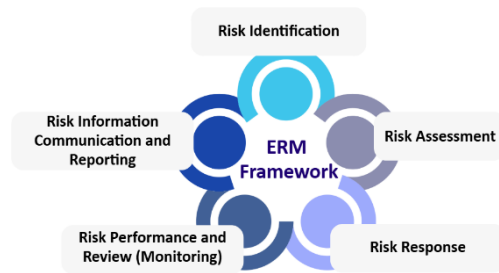 Risk Identification
Risk Information
Communication and
Reporting
ERM
Framework
Risk Assessment
Risk Performance and
Review (Monitoring)
Risk Response